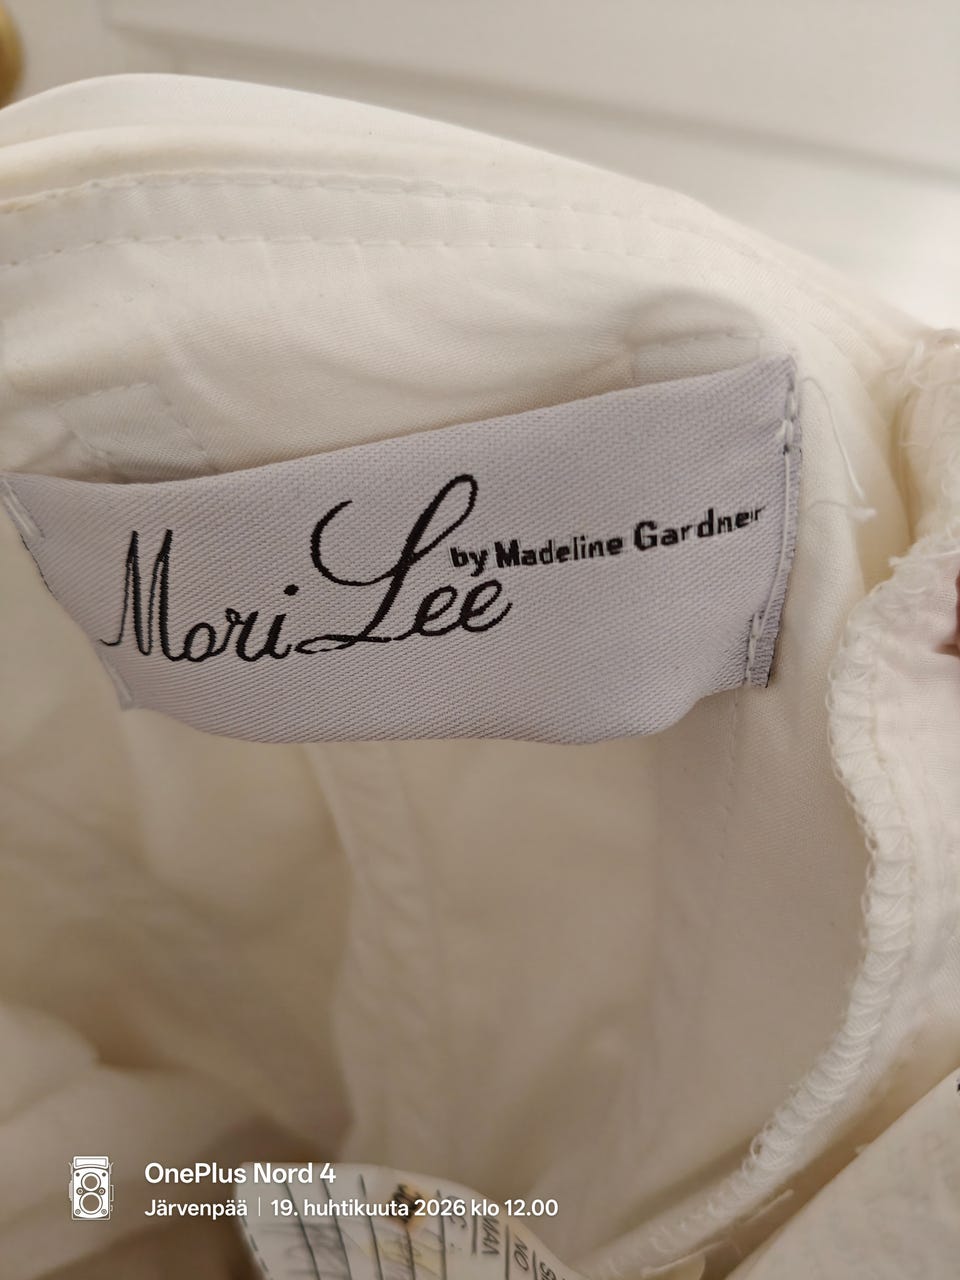 Mori Lee
by Madeline Gardner
OnePlus Nord 4
Järvenpää | 19. huhtikuuta 2026 klo 12.00